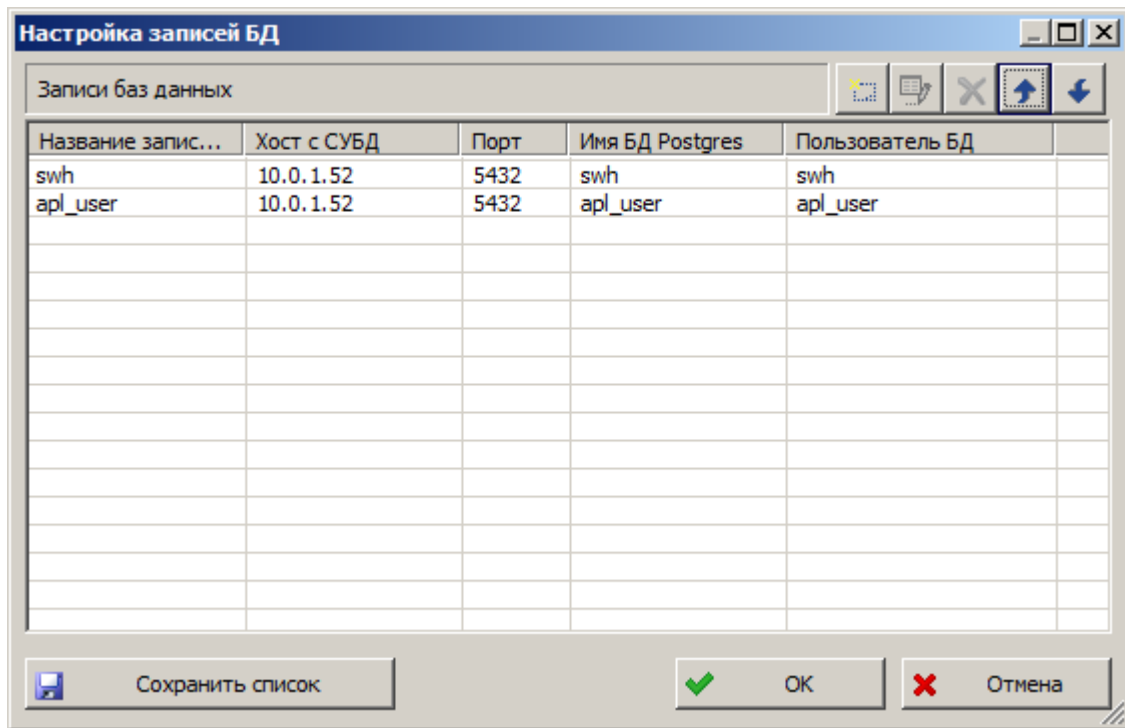 Настройка записей БД
Записи баз данных
Название запис... Хост с СУБД Порт Имя БД Postgres Пользователь БД
swh 10.0.1.52 5432 swh swh
apl_user 10.0.1.52 5432 apl_user apl_user
Сохранить список OK Отмена